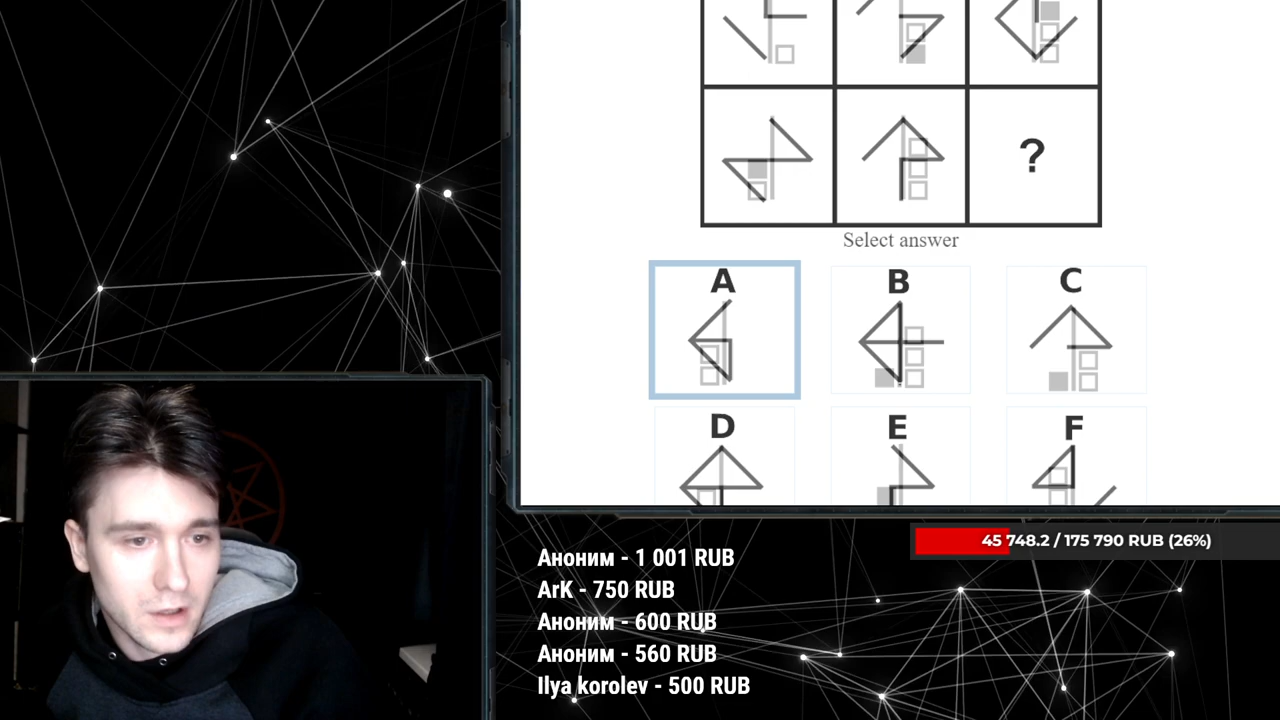 ?
Select answer
A
B
C
D
E
F
45 748.2 / 175 790 RUB (26%)
Аноним - 1 001 RUB
ArK - 750 RUB
Аноним - 600 RUB
Аноним - 560 RUB
Ilya korolev - 500 RUB